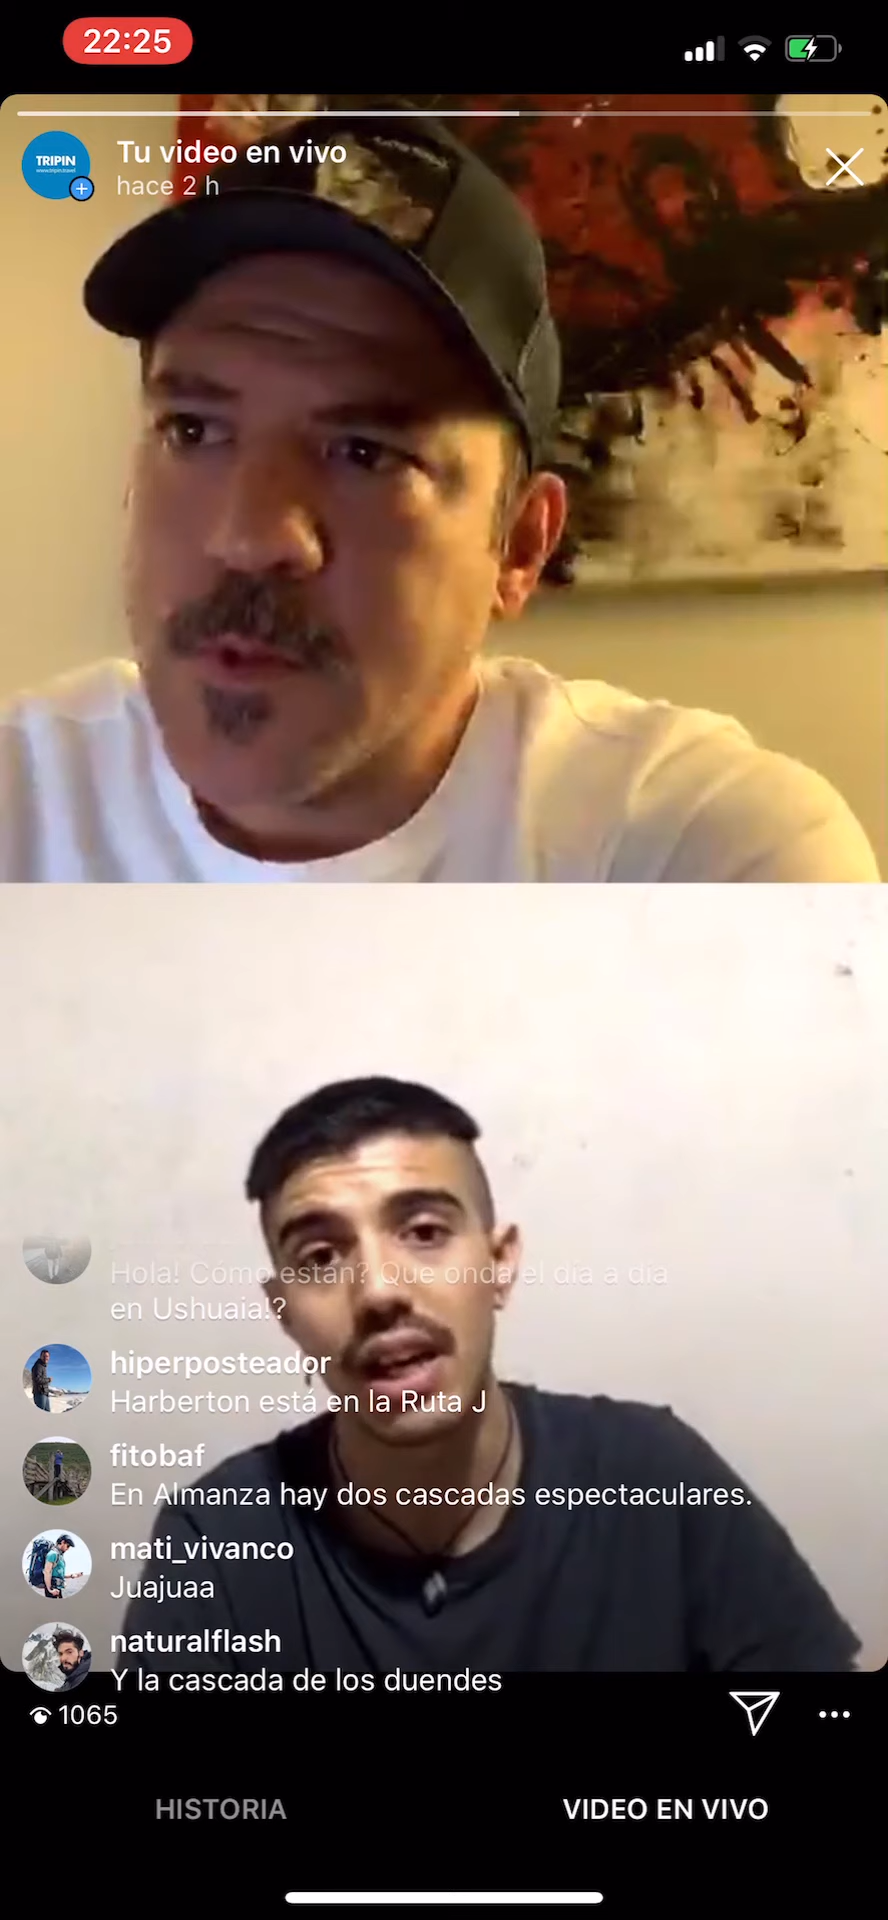 22:25
TRIPIN
Tu video en vivo
hace 2 h
Hola! Cómo están? Que onda el día a día
en Ushuaia!?
hiperposteador
Harberton está en la Ruta J
fitobaf
En Almanza hay dos cascadas espectaculares.
mati_vivanco
Juajuaa
naturalflash
Y la cascada de los duendes
1065
HISTORIA
VIDEO EN VIVO